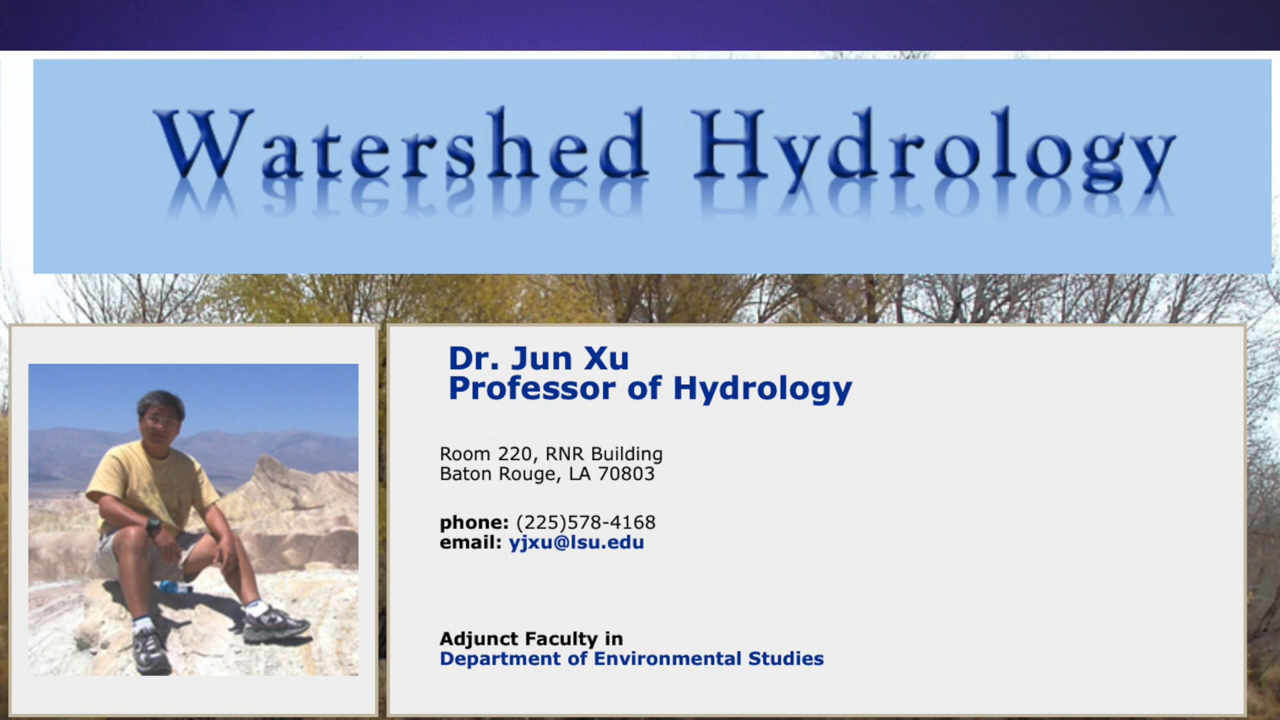 Watershed Hydrology
Dr. Jun Xu
Professor of Hydrology
Room 220, RNR Building
Baton Rouge, LA 70803
phone: (225)578-4168
email: yjxu@lsu.edu
Adjunct Faculty in
Department of Environmental Studies